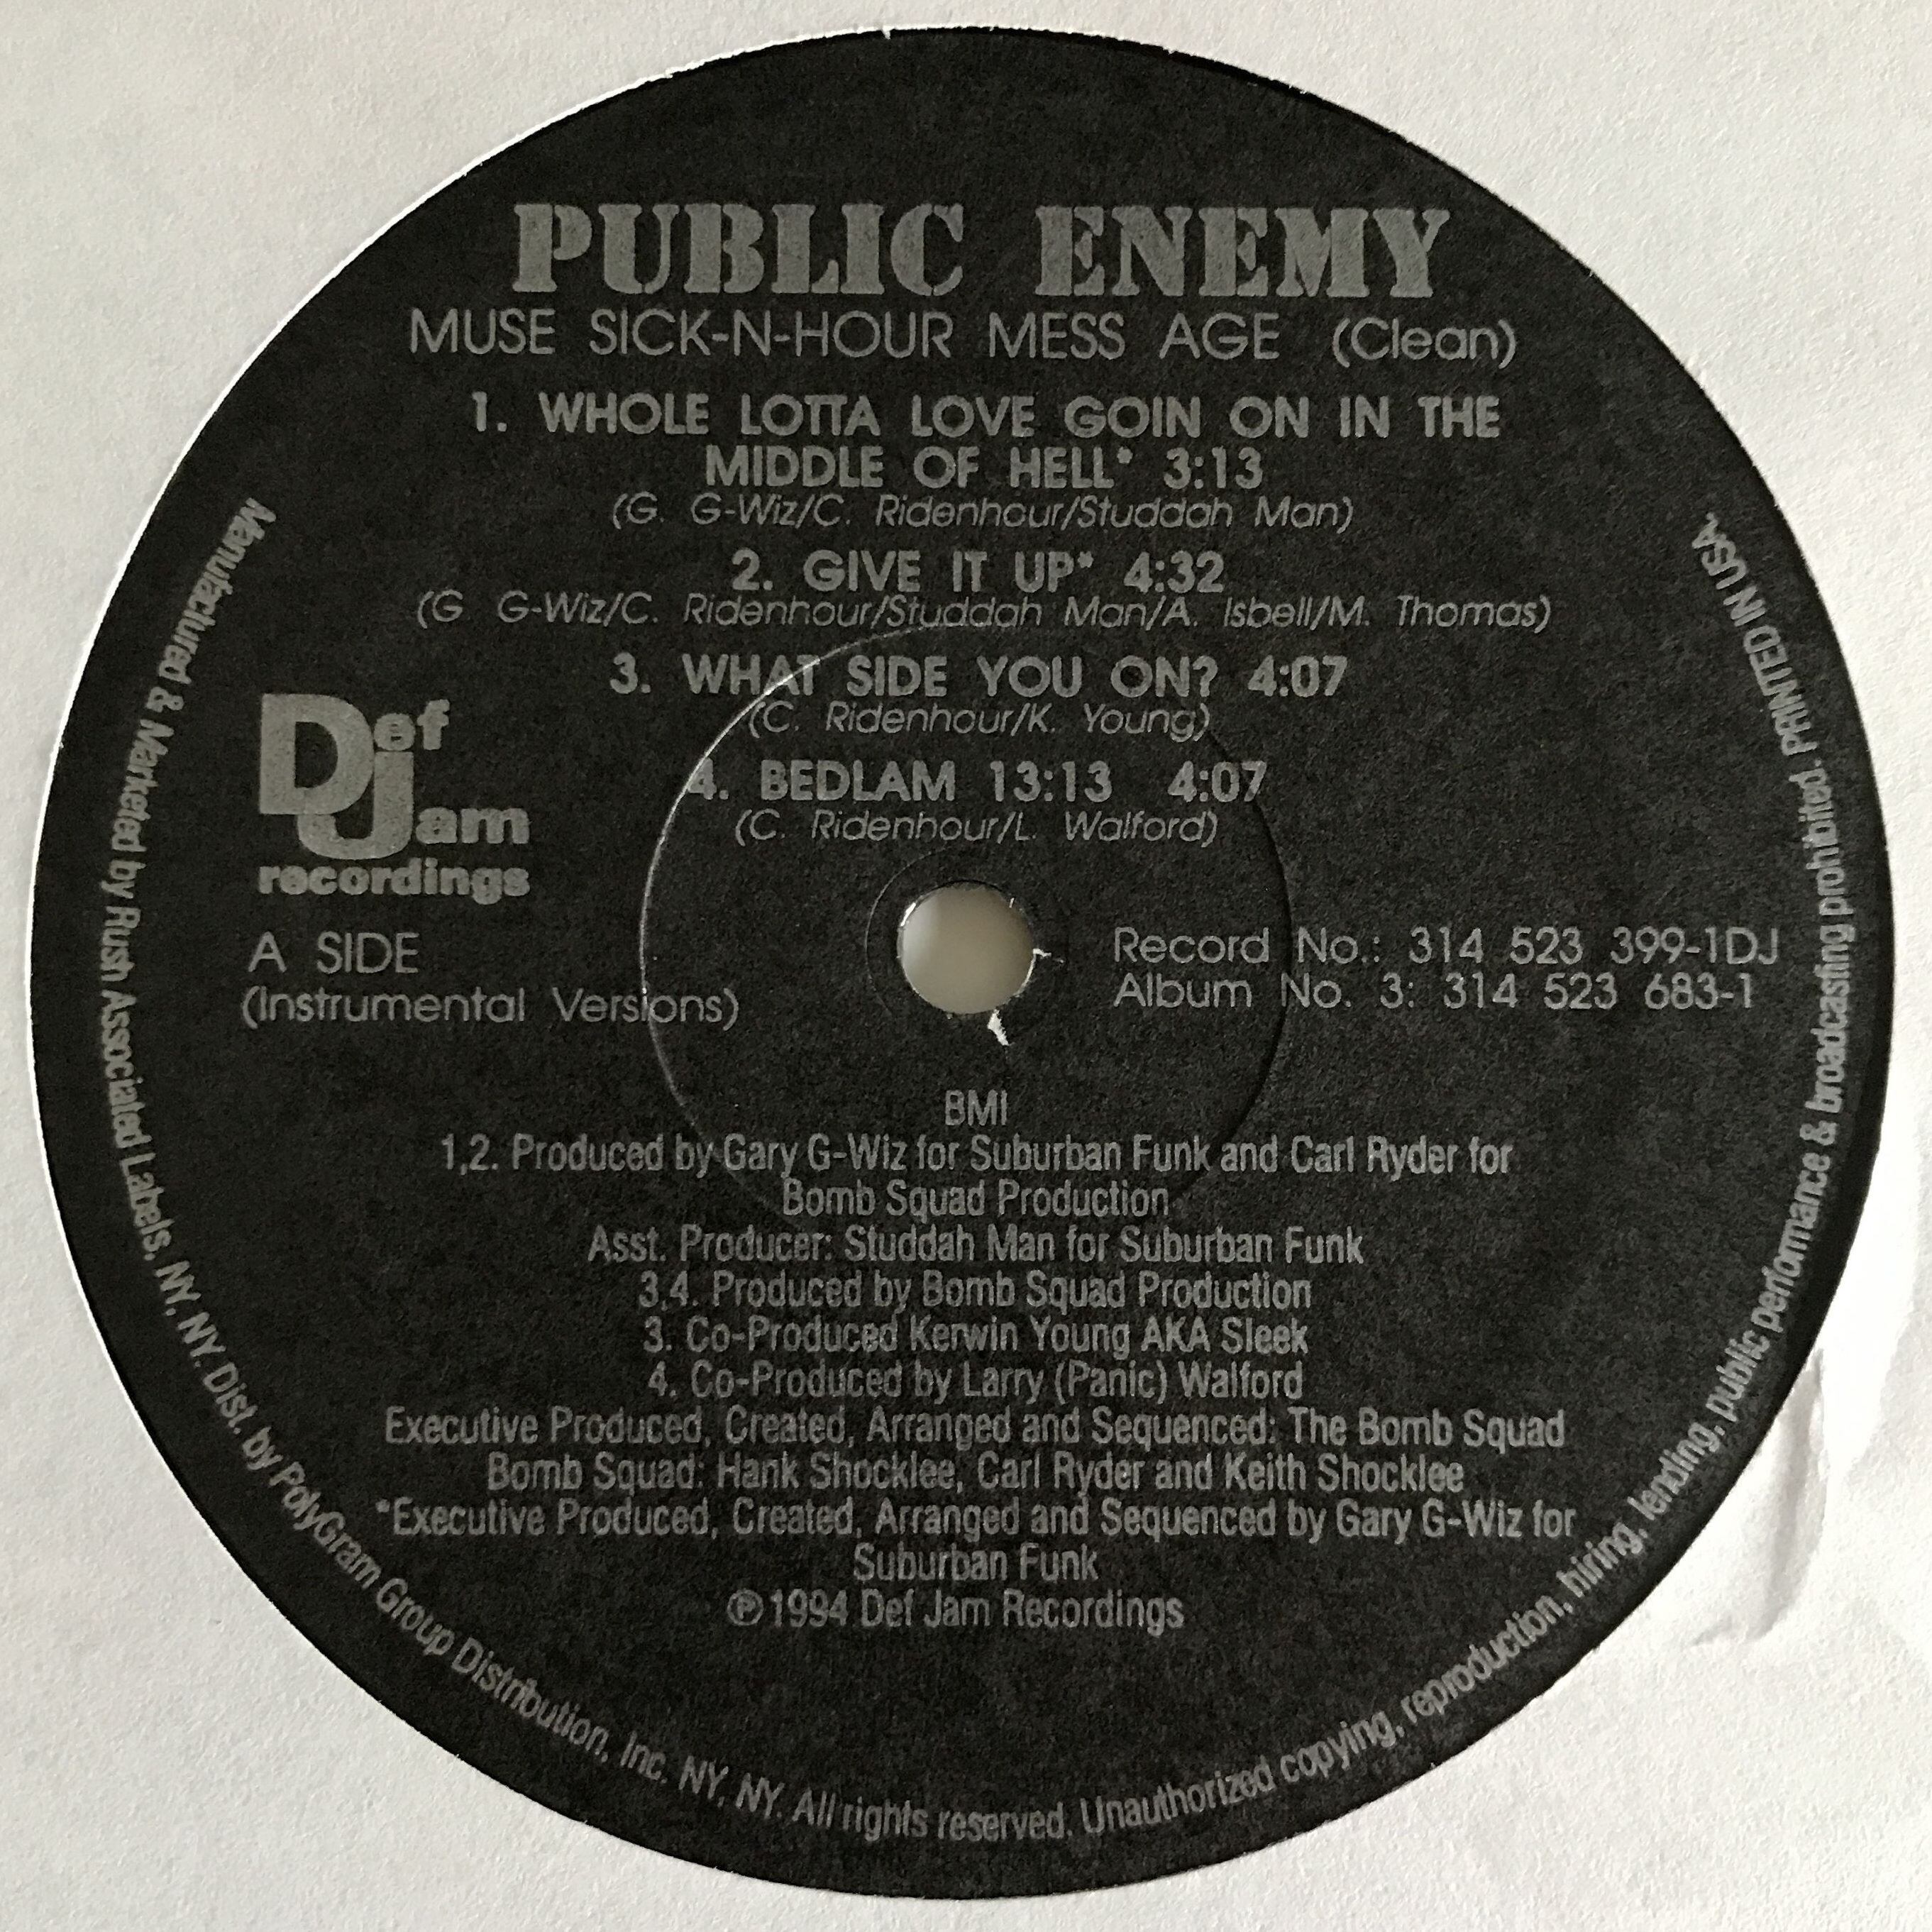 PUBLIC ENEMY
MUSE SICK-N-HOUR MESS AGE (Clean)
1. WHOLE LOTTA LOVE GOIN ON IN THE
MIDDLE OF HELL* 3:13
(G. G-Wiz/C. Ridenhour/Studdah Man)
2. GIVE IT UP* 4:32
(G G-Wiz/C. Ridenhour/Studdah Man/A. Isbell/M. Thomas)
3. WHAT SIDE YOU ON? 4:07
(C. Ridenhour/K. Young)
4. BEDLAM 13:13 4:07
(C. Ridenhour/L. Walford)
Def
Jam
recordings
A SIDE
(Instrumental Versions)
Record No.: 314 523 399-1DJ
Album No. 3: 314 523 683-1
BMI
1,2. Produced by Gary G-Wiz for Suburban Funk and Carl Ryder for
Bomb Squad Production
Asst. Producer: Studdah Man for Suburban Funk
3,4. Produced by Bomb Squad Production
3. Co-Produced Kerwin Young AKA Sleek
4. Co-Produced by Larry (Panic) Walford
Executive Produced, Created, Arranged and Sequenced: The Bomb Squad
Bomb Squad: Hank Shocklee, Carl Ryder and Keith Shocklee
*Executive Produced, Created, Arranged and Sequenced by Gary G-Wiz for
Suburban Funk
℗1994 Def Jam Recordings
Manufactured & Marketed by Rush Associated Labels, NY, NY. Dist. by PolyGram Group Distribution, Inc. NY, NY. All rights reserved. Unauthorized copying, reproduction, hiring, lending, public performance & broadcasting prohibited. PRINTED IN USA.